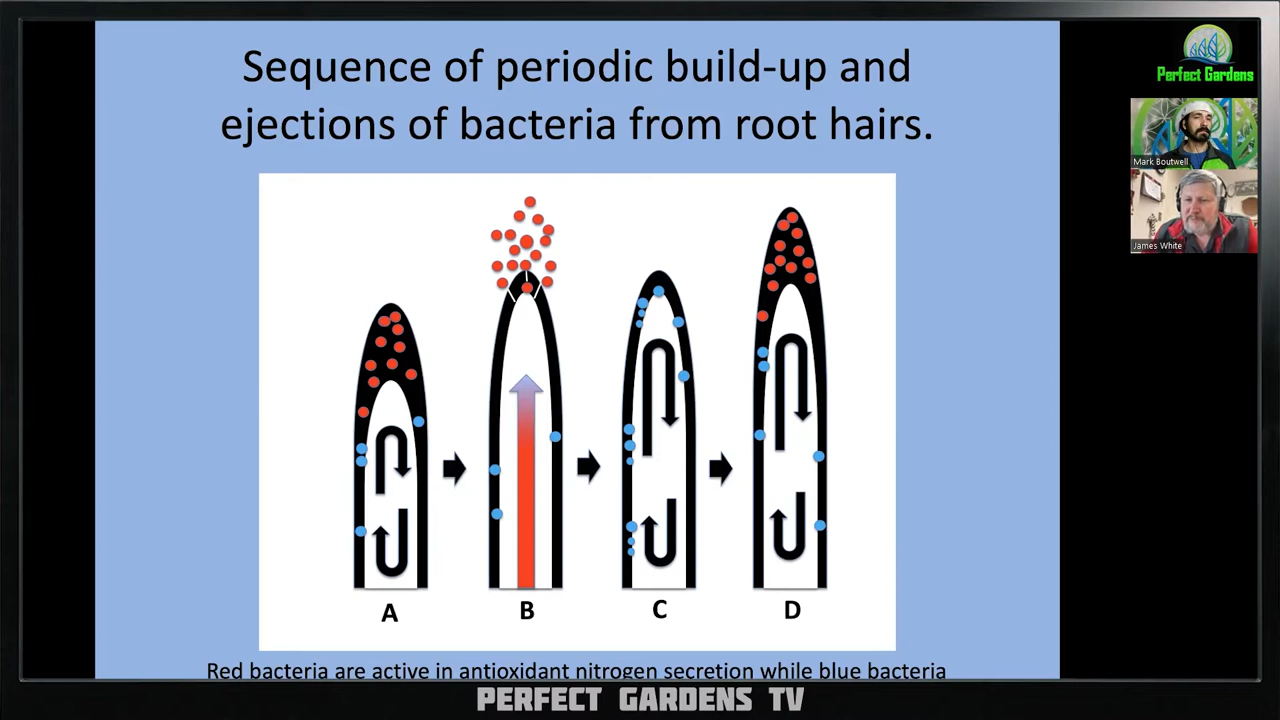 Sequence of periodic build-up and
ejections of bacteria from root hairs.
A
B
C
D
Red bacteria are active in antioxidant nitrogen secretion while blue bacteria
Perfect Gardens
Mark Boutwell
James White
PERFECT GARDENS TV